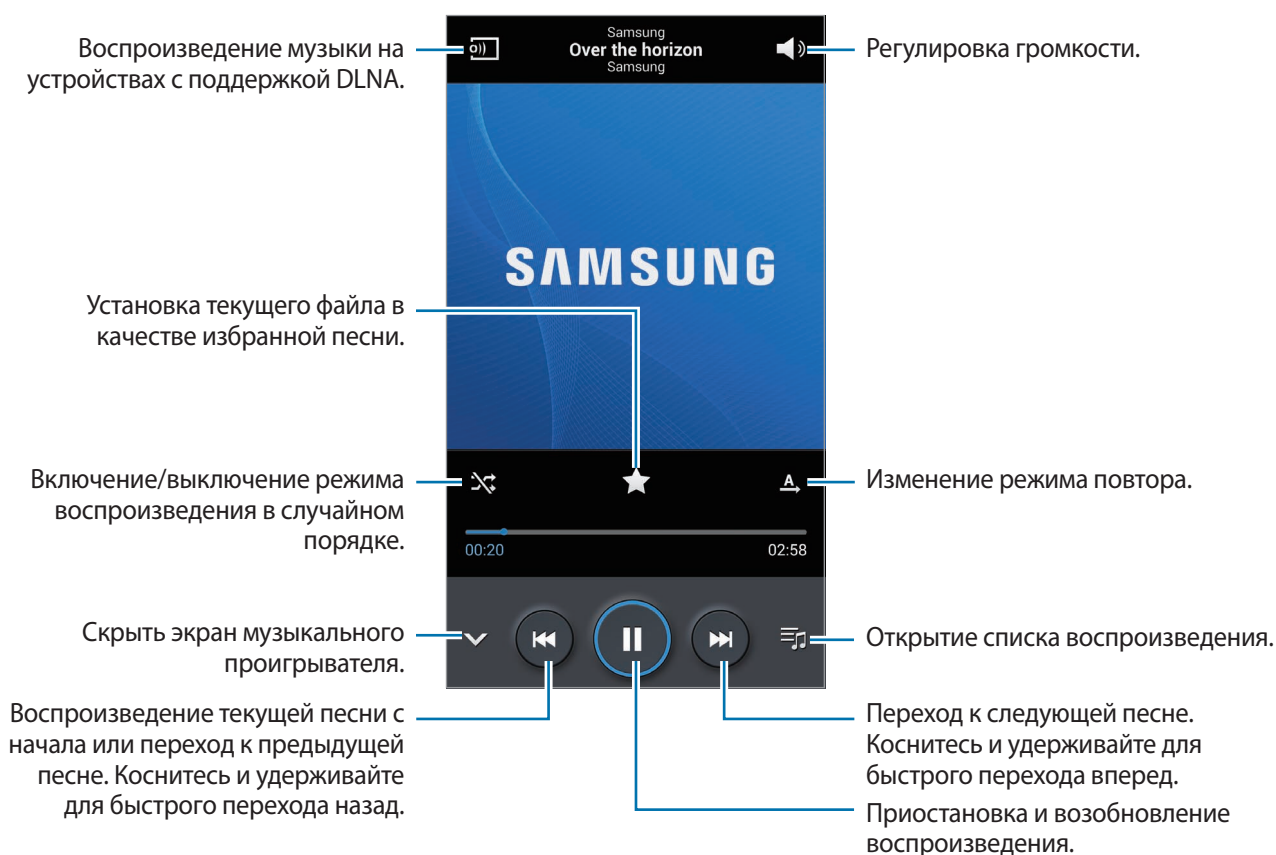 Воспроизведение музыки на
устройствах с поддержкой DLNA.
Samsung
Over the horizon
Samsung
Регулировка громкости.
SAMSUNG
Установка текущего файла в
качестве избранной песни.
Включение/выключение режима
воспроизведения в случайном
порядке.
A
Изменение режима повтора.
00:20
02:58
Скрыть экран музыкального
проигрывателя.
Открытие списка воспроизведения.
Воспроизведение текущей песни с
начала или переход к предыдущей
песне. Коснитесь и удерживайте
для быстрого перехода назад.
Переход к следующей песне.
Коснитесь и удерживайте для
быстрого перехода вперед.
Приостановка и возобновление
воспроизведения.